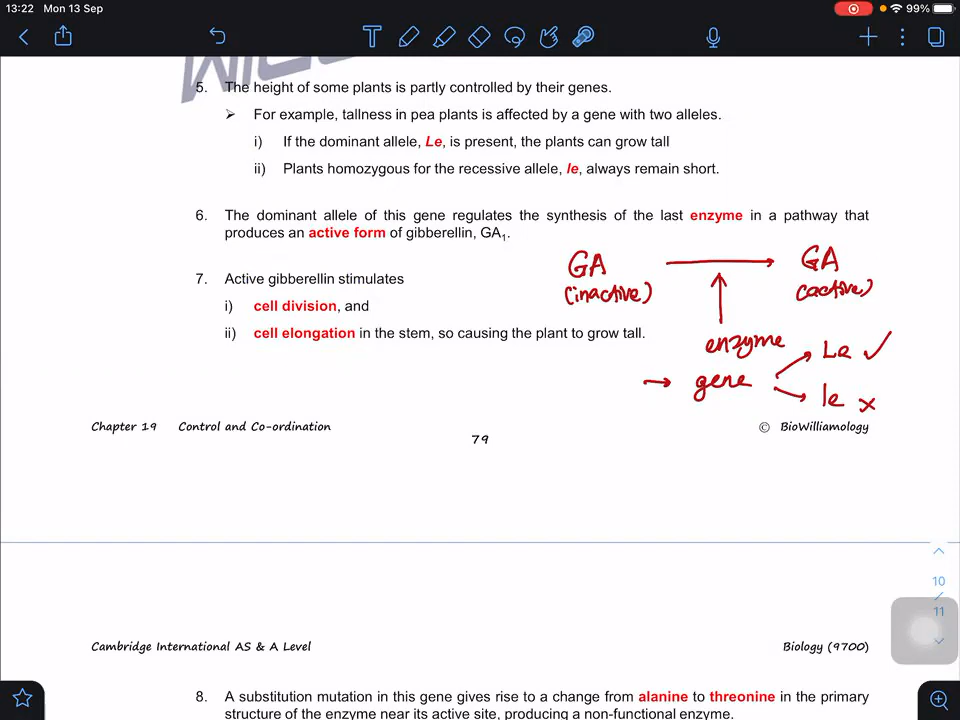 13:22 Mon 13 Sep
99%
5. The height of some plants is partly controlled by their genes.
➢ For example, tallness in pea plants is affected by a gene with two alleles.
i) If the dominant allele, Le, is present, the plants can grow tall
ii) Plants homozygous for the recessive allele, le, always remain short.
6. The dominant allele of this gene regulates the synthesis of the last enzyme in a pathway that
produces an active form of gibberellin, GA₁.
7. Active gibberellin stimulates
i) cell division, and
ii) cell elongation in the stem, so causing the plant to grow tall.
GA
(inactive)
GA
(active)
enzyme
→ gene
Le ✓
le ×
Chapter 19 Control and Co-ordination
© BioWilliamology
79
10
/
11
Cambridge International AS & A Level
Biology (9700)
8. A substitution mutation in this gene gives rise to a change from alanine to threonine in the primary
structure of the enzyme near its active site, producing a non-functional enzyme.